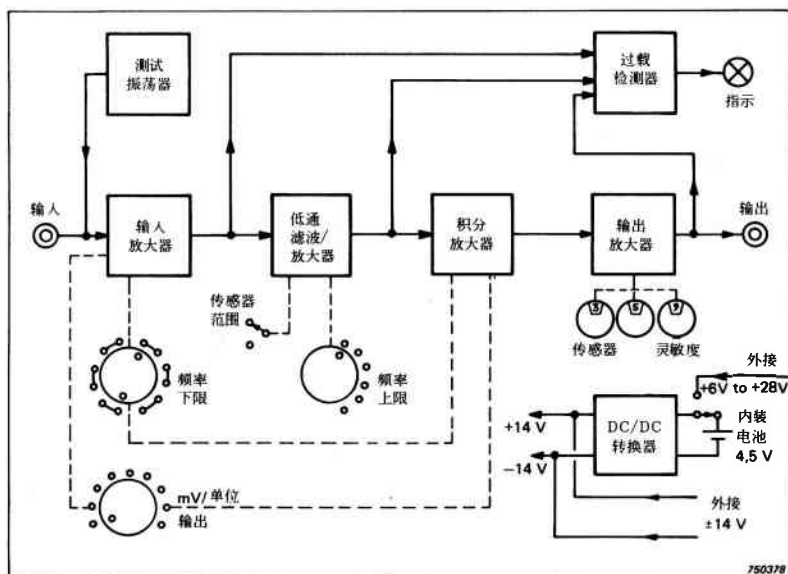 测试
振荡器
过载
检测器
指示
输入
输入
放大器
低通
滤波/
放大器
积分
放大器
输出
放大器
输出
传感器
范围
3
5
9
传感器
灵敏度
频率
下限
频率
上限
外接
+6V to +28V
+14 V
DC/DC
转换器
内装
电池
4,5 V
−14 V
mV/单位
输出
外接
±14 V
750378